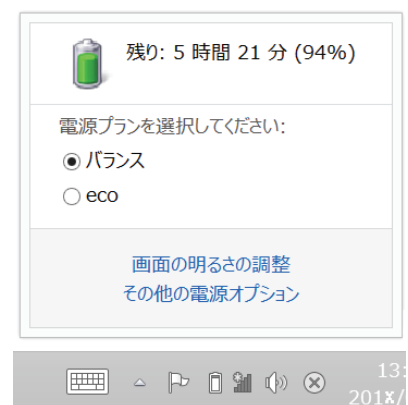 残り: 5 時間 21 分 (94%)
電源プランを選択してください:
バランス
eco
画面の明るさの調整
その他の電源オプション
13:
201x/